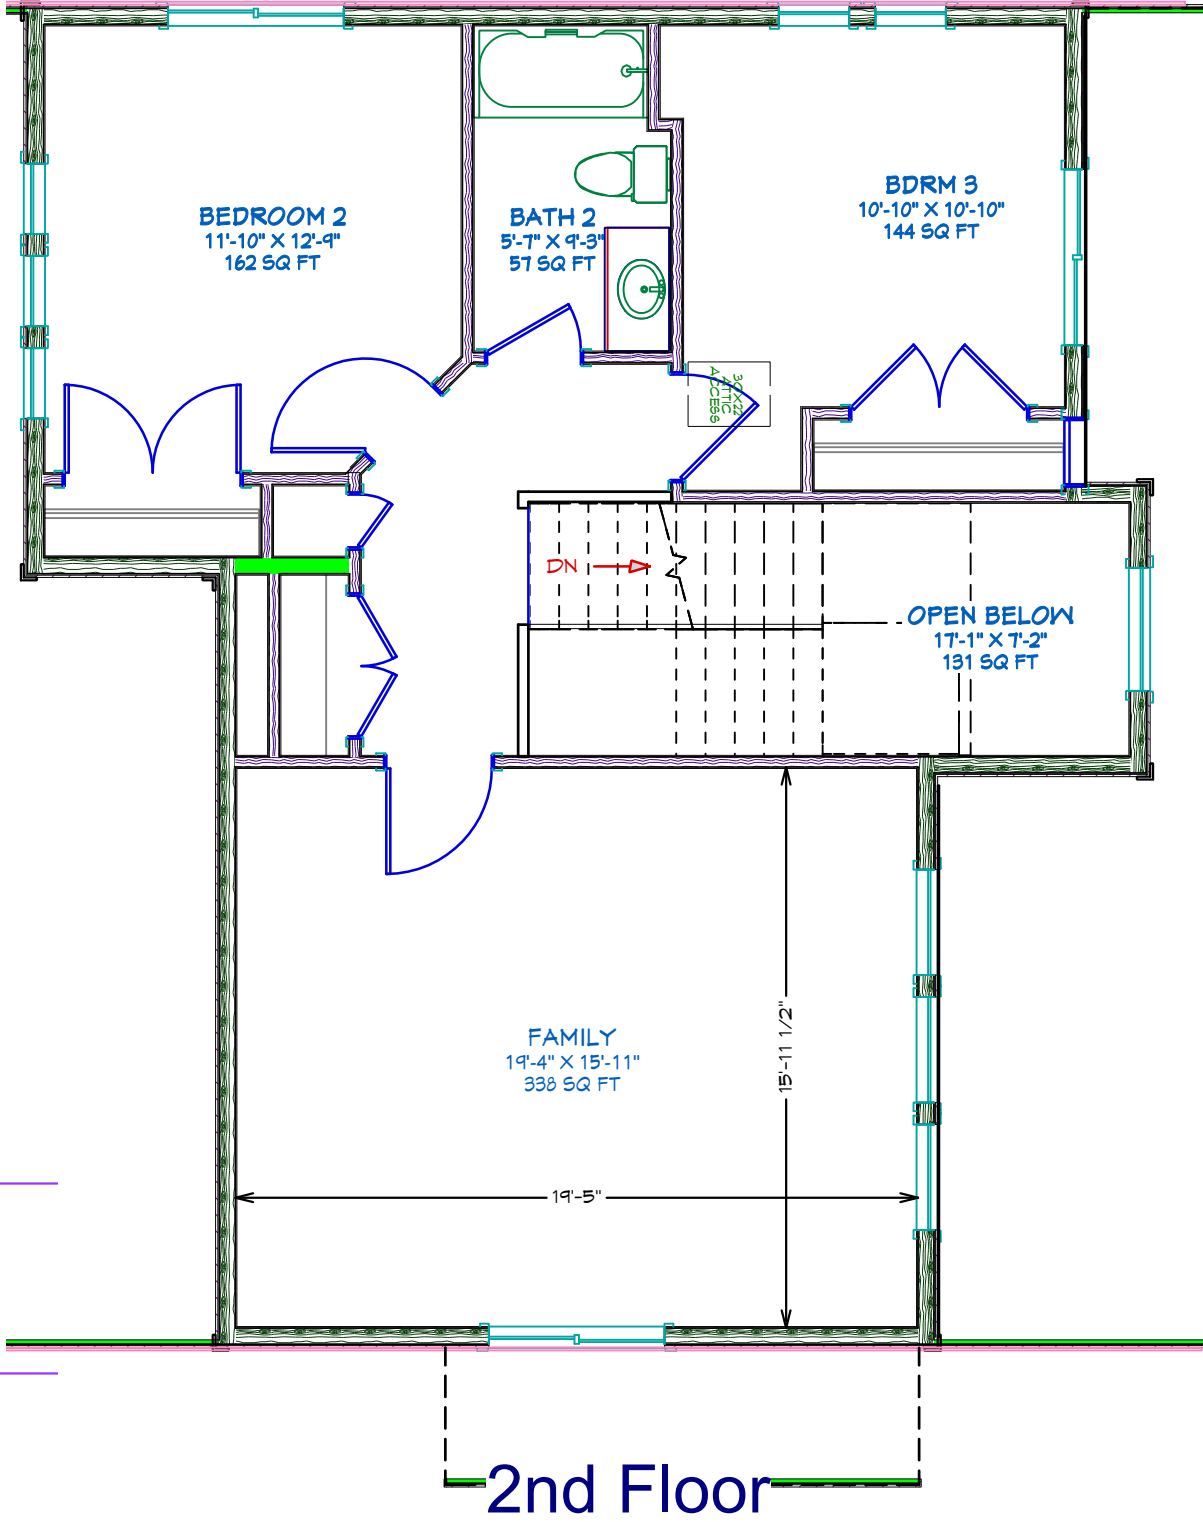 BEDROOM 2
11'-10" X 12'-9"
162 SQ FT
BATH 2
5'-7" X 9'-3"
57 SQ FT
BDRM 3
10'-10" X 10'-10"
144 SQ FT
30X22
ATTIC
ACCESS
DN
OPEN BELOW
17'-1" X 7'-2"
131 SQ FT
FAMILY
19'-4" X 15'-11"
338 SQ FT
15'-11 1/2"
19'-5"
2nd Floor